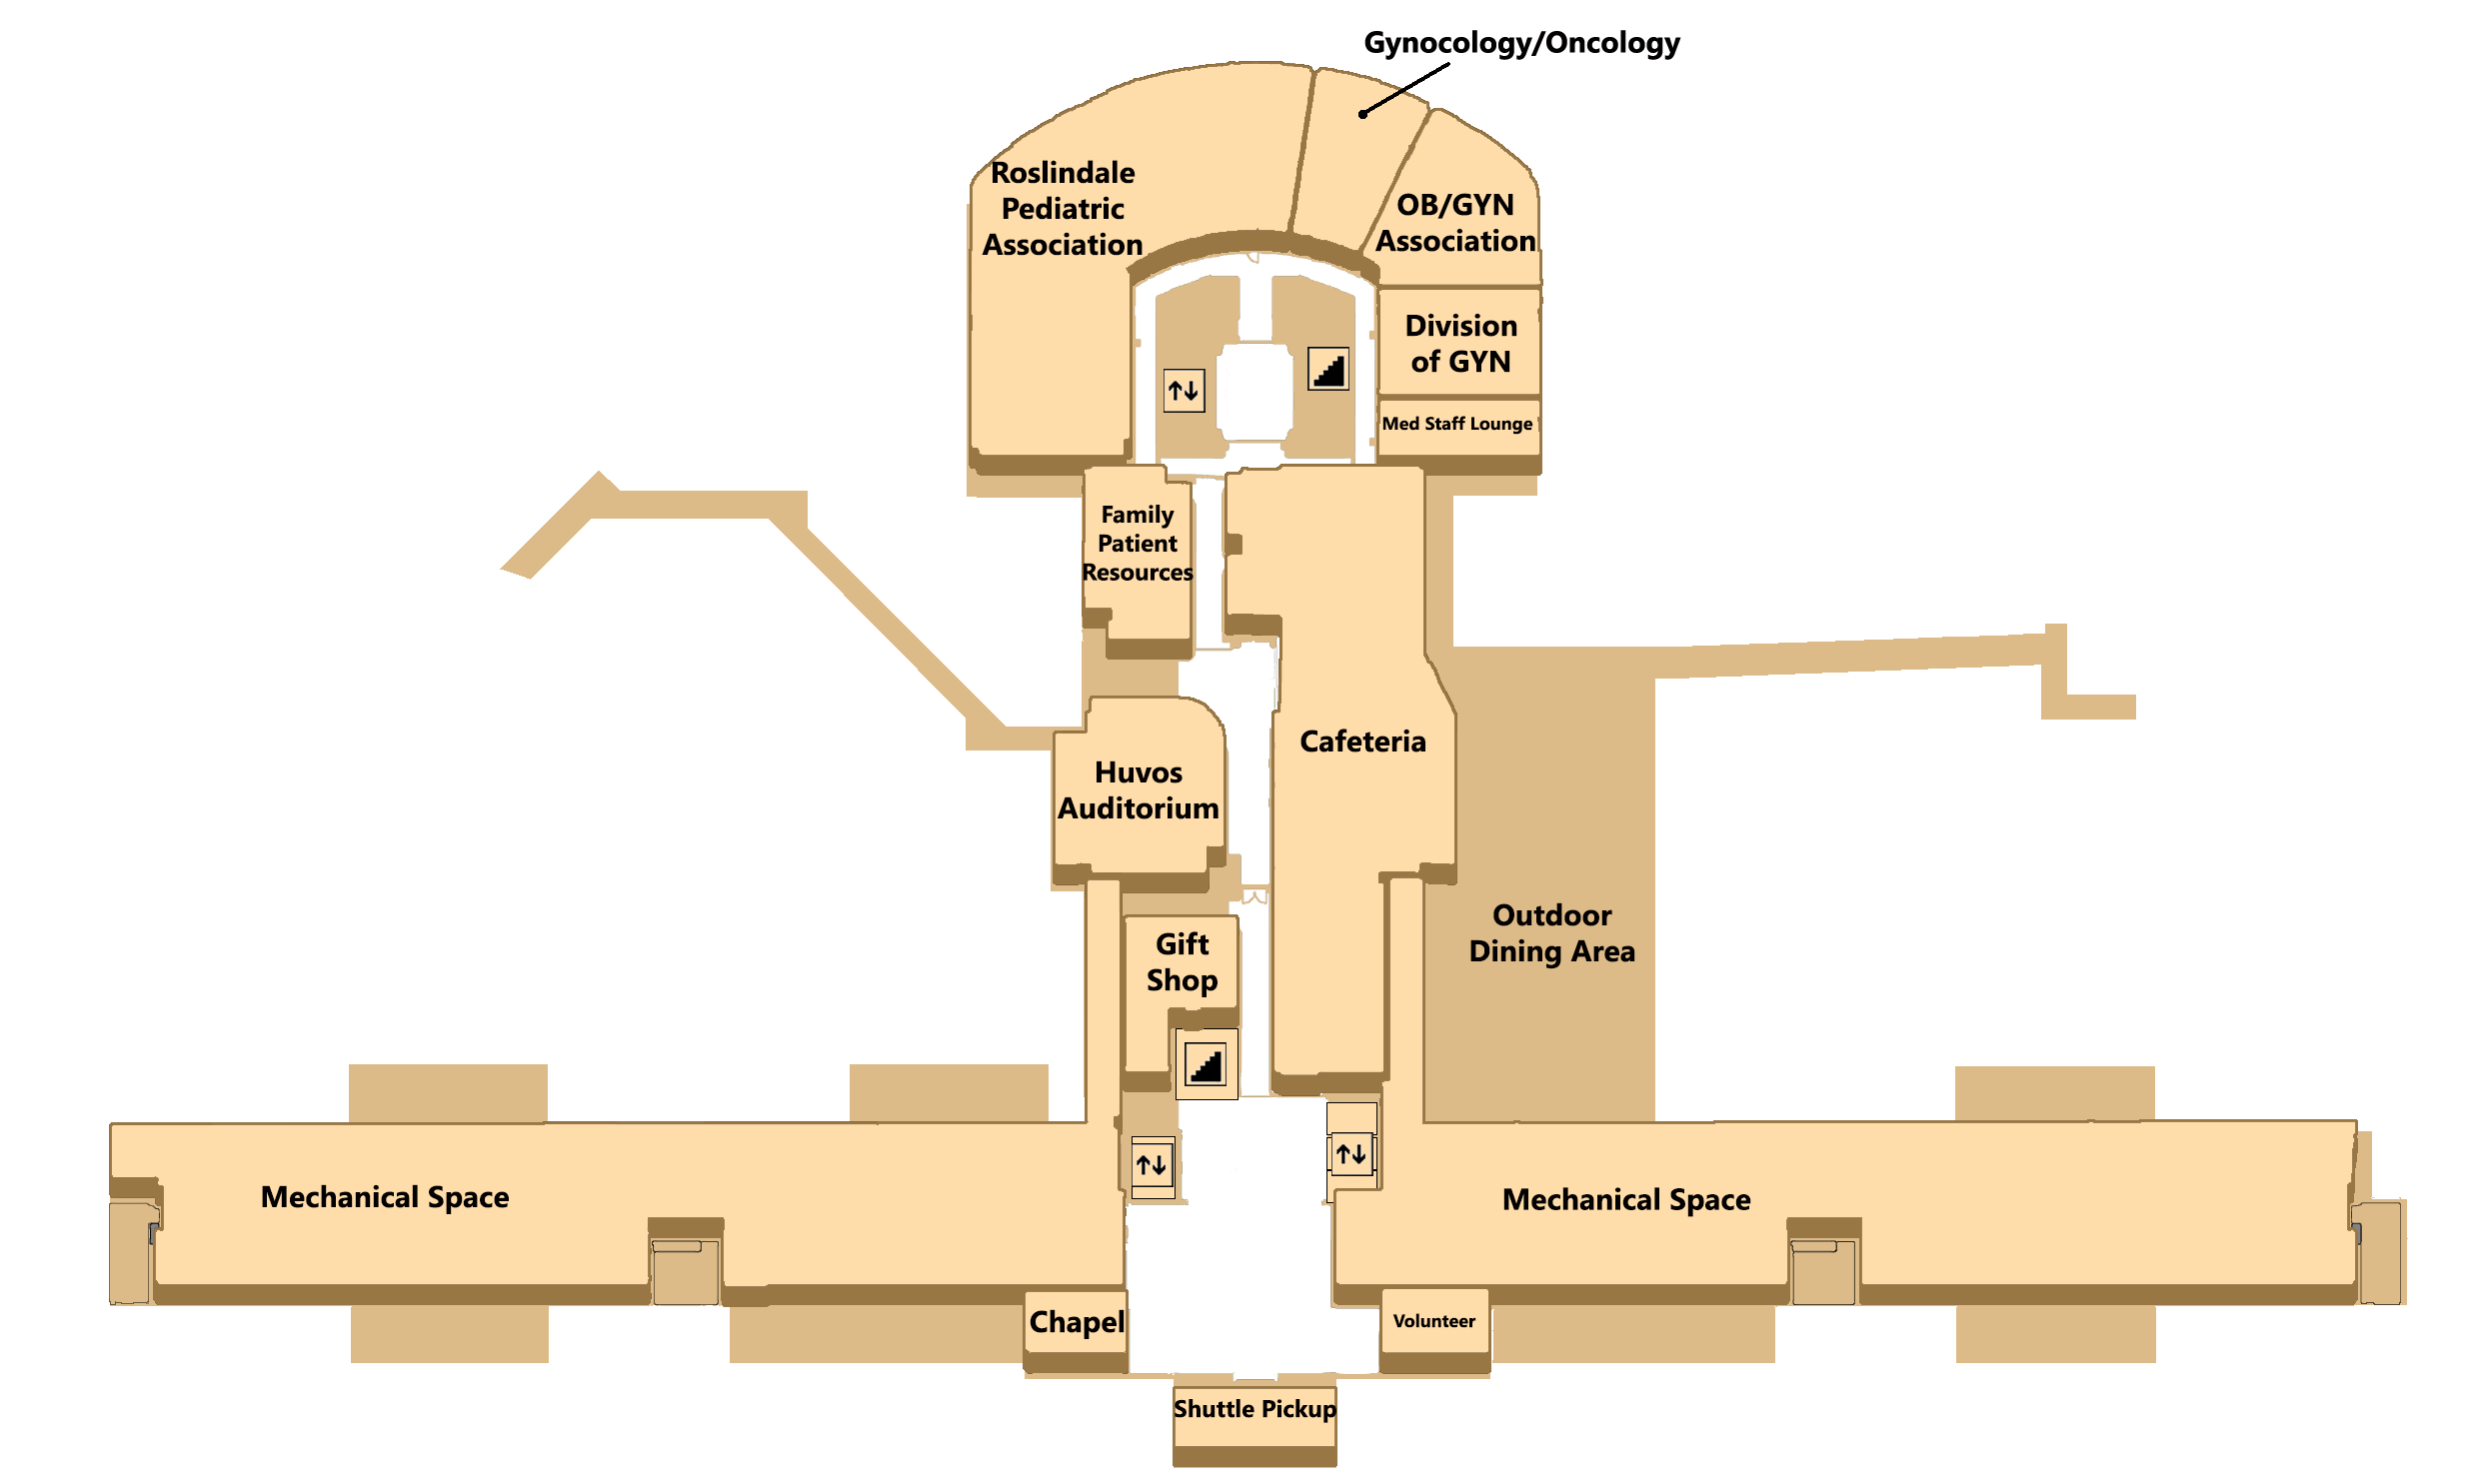 Gynocology/Oncology
Roslindale
Pediatric
Association
OB/GYN
Association
Division
of GYN
Med Staff Lounge
Family
Patient
Resources
Cafeteria
Huvos
Auditorium
Outdoor
Dining Area
Gift
Shop
Mechanical Space
Mechanical Space
Chapel
Volunteer
Shuttle Pickup